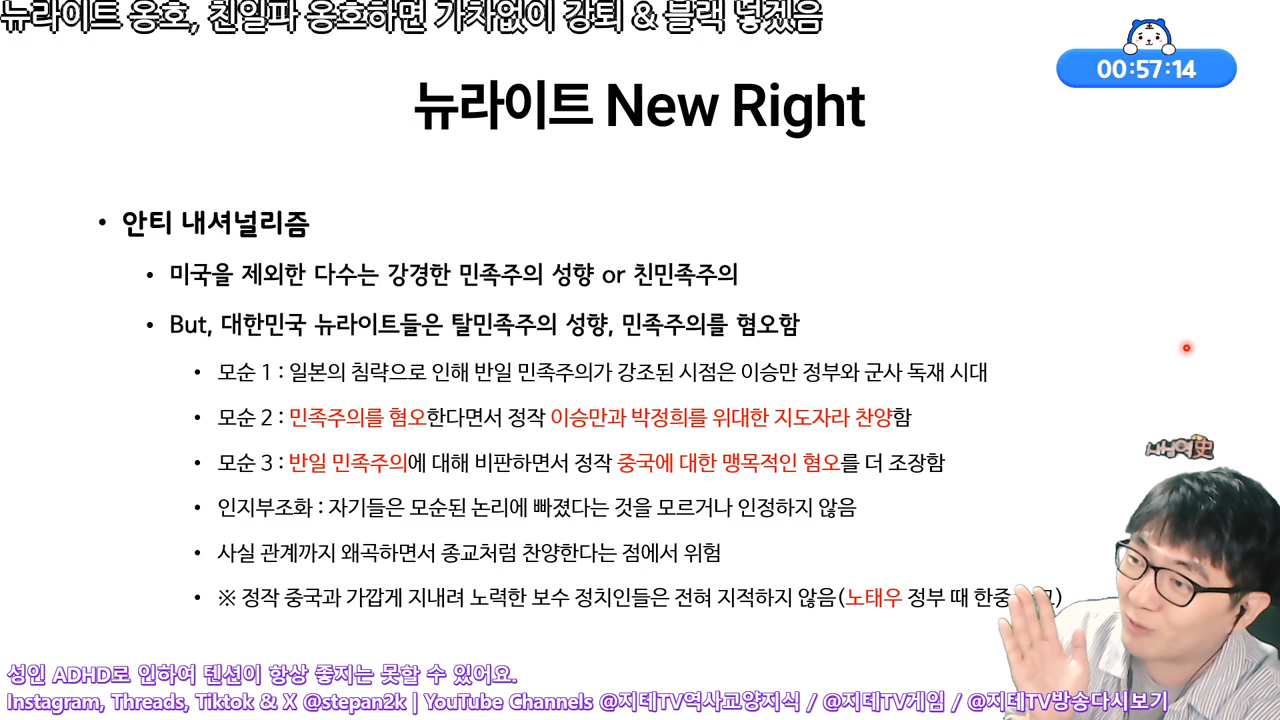 뉴라이트 옹호, 친일파 옹호하면 가차없이 강퇴 & 블랙 넣겠음
00:57:14
뉴라이트 New Right
• 안티 내셔널리즘
• 미국을 제외한 다수는 강경한 민족주의 성향 or 친민족주의
• But, 대한민국 뉴라이트들은 탈민족주의 성향, 민족주의를 혐오함
• 모순 1 : 일본의 침략으로 인해 반일 민족주의가 강조된 시점은 이승만 정부와 군사 독재 시대
• 모순 2 : 민족주의를 혐오한다면서 정작 이승만과 박정희를 위대한 지도자라 찬양함
• 모순 3 : 반일 민족주의에 대해 비판하면서 정작 중국에 대한 맹목적인 혐오를 더 조장함
• 인지부조화 : 자기들은 모순된 논리에 빠졌다는 것을 모르거나 인정하지 않음
• 사실 관계까지 왜곡하면서 종교처럼 찬양한다는 점에서 위험
• ※ 정작 중국과 가깝게 지내려 노력한 보수 정치인들은 전혀 지적하지 않음(노태우 정부 때 한중
성인 ADHD로 인하여 텐션이 항상 좋지는 못할 수 있어요.
Instagram, Threads, Tiktok & X @stepan2k | YouTube Channels @지테TV역사교양지식 / @지테TV게임 / @지테TV방송다시보기